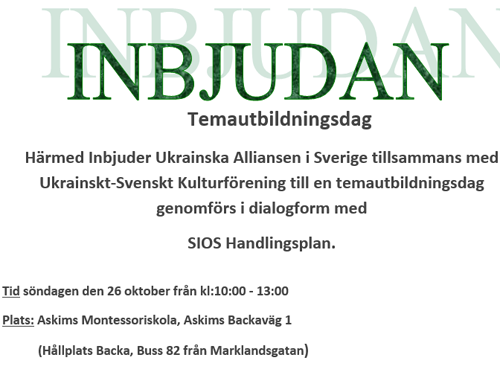 INBJUDAN
Temautbildningsdag
Härmed Inbjuder Ukrainska Alliansen i Sverige tillsammans med
Ukrainskt-Svenskt Kulturförening till en temautbildningsdag
genomförs i dialogform med
SIOS Handlingsplan.
Tid söndagen den 26 oktober från kl:10:00 - 13:00
Plats: Askims Montessoriskola, Askims Backaväg 1
(Hållplats Backa, Buss 82 från Marklandsgatan)